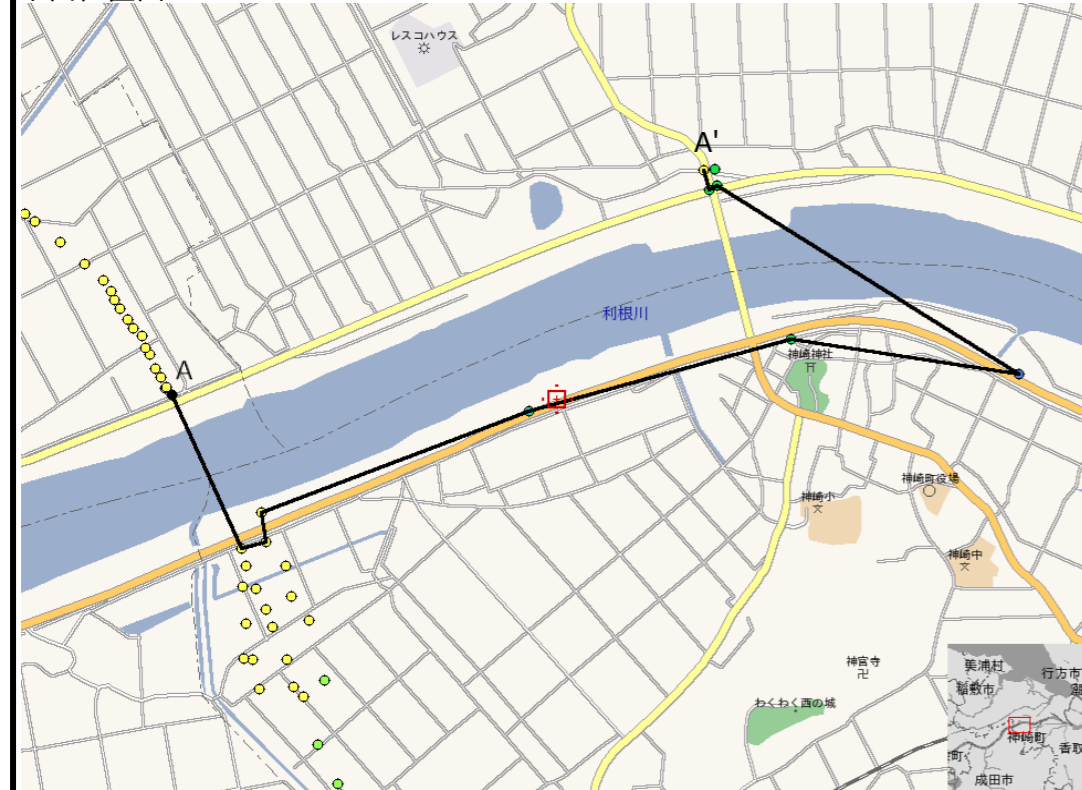 レスコハウス
A'
A
利根川
神崎神社
神崎町役場
神崎小
神崎中
神宮寺
わくわく西の城
美浦村
行方市
稲敷市
神崎町
香取
成田市